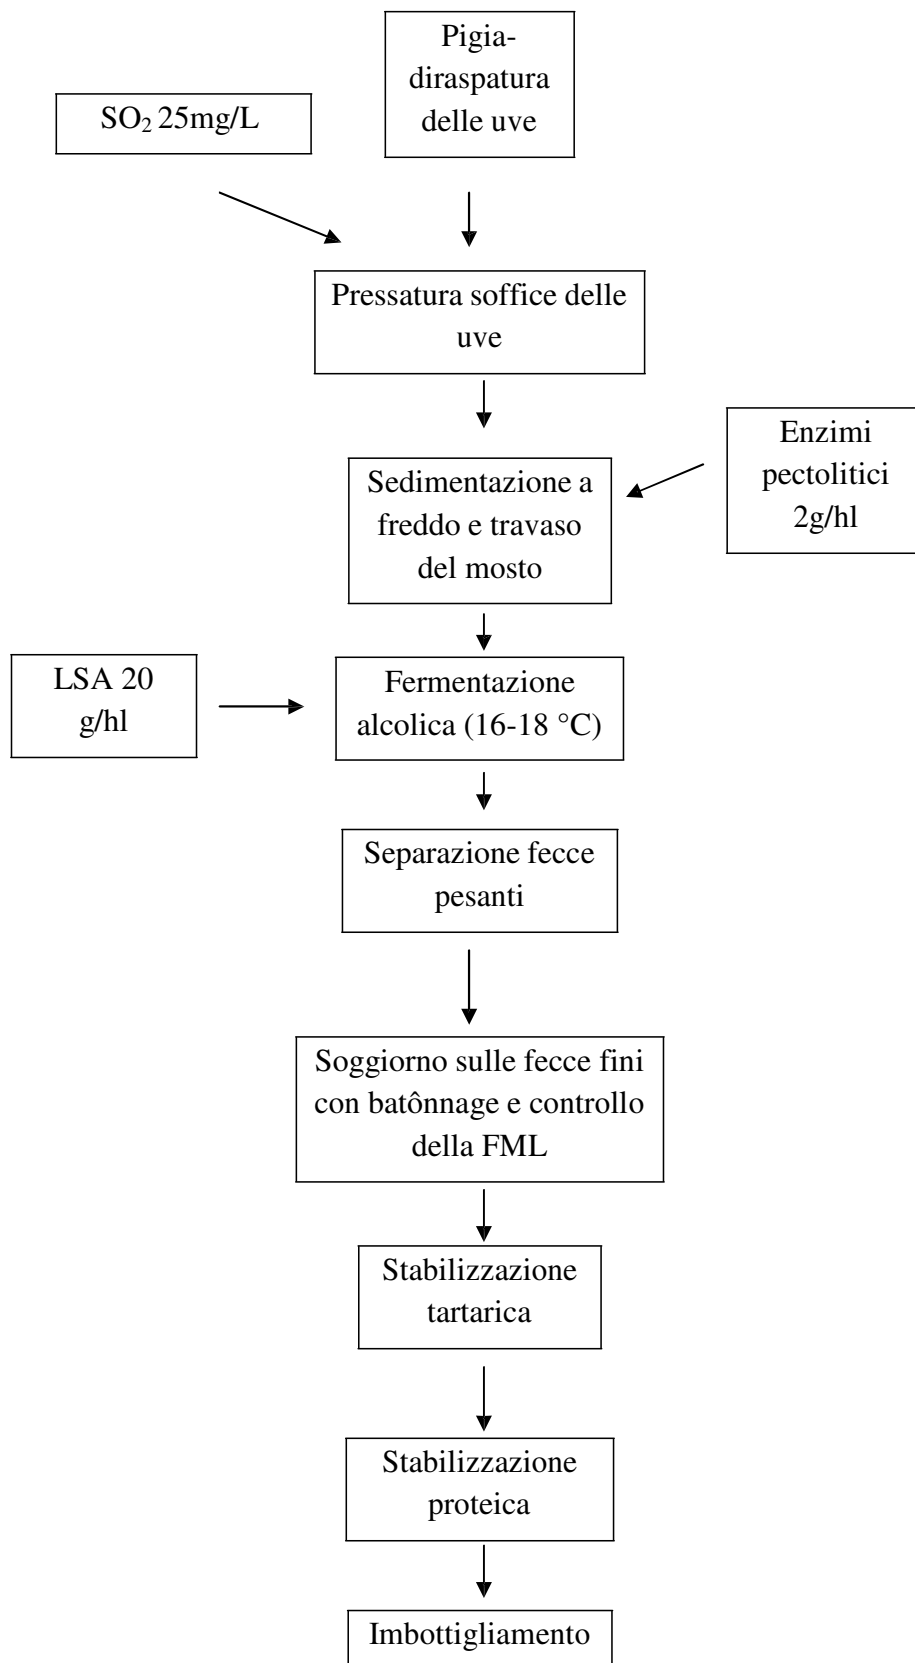 Pigia-
diraspatura
delle uve
SO₂ 25mg/L
Pressatura soffice delle
uve
Enzimi
pectolitici
2g/hl
Sedimentazione a
freddo e travaso
del mosto
LSA 20
g/hl
Fermentazione
alcolica (16-18 °C)
Separazione fecce
pesanti
Soggiorno sulle fecce fini
con batônnage e controllo
della FML
Stabilizzazione
tartarica
Stabilizzazione
proteica
Imbottigliamento